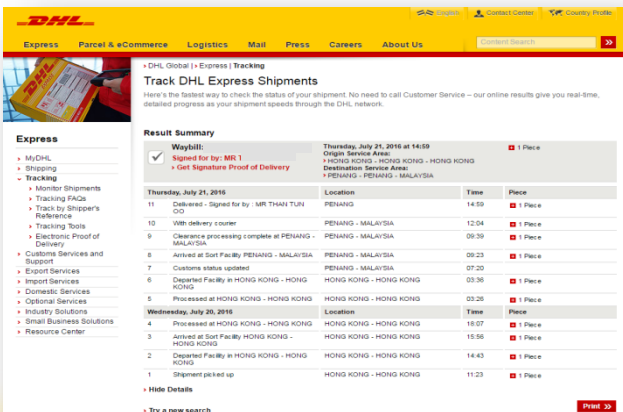 English Contact Center Country Profile
DHL
Express Parcel & eCommerce Logistics Mail Press Careers About Us Content Search
DHL Global | Express | Tracking
Track DHL Express Shipments
Here's the fastest way to check the status of your shipment. No need to call Customer Service – our online results give you real-time,
detailed progress as your shipment speeds through the DHL network.
Express
MyDHL
Shipping
Tracking
Monitor Shipments
Tracking FAQs
Track by Shipper's
Reference
Tracking Tools
Electronic Proof of
Delivery
Customs Services and
Support
Export Services
Import Services
Domestic Services
Optional Services
Industry Solutions
Small Business Solutions
Resource Center
Result Summary
Waybill:
Signed for by: MR T
Get Signature Proof of Delivery
Thursday, July 21, 2016 at 14:59
Origin Service Area:
HONG KONG - HONG KONG - HONG KONG
Destination Service Area:
PENANG - PENANG - MALAYSIA
1 Piece
Thursday, July 21, 2016 Location Time Piece
11 Delivered - Signed for by : MR THAN TUN PENANG 14:59 1 Piece
OO
10 With delivery courier PENANG - MALAYSIA 12:04 1 Piece
9 Clearance processing complete at PENANG - PENANG - MALAYSIA 09:39 1 Piece
MALAYSIA
8 Arrived at Sort Facility PENANG - MALAYSIA PENANG - MALAYSIA 09:23 1 Piece
7 Customs status updated PENANG - MALAYSIA 07:20
6 Departed Facility in HONG KONG - HONG HONG KONG - HONG KONG 03:36 1 Piece
KONG
5 Processed at HONG KONG - HONG KONG HONG KONG - HONG KONG 03:26 1 Piece
Wednesday, July 20, 2016 Location Time Piece
4 Processed at HONG KONG - HONG KONG HONG KONG - HONG KONG 18:07 1 Piece
3 Arrived at Sort Facility HONG KONG - HONG KONG - HONG KONG 15:56 1 Piece
HONG KONG
2 Departed Facility in HONG KONG - HONG HONG KONG - HONG KONG 14:43 1 Piece
KONG
1 Shipment picked up HONG KONG - HONG KONG 11:23 1 Piece
Hide Details
Try a new search
Print